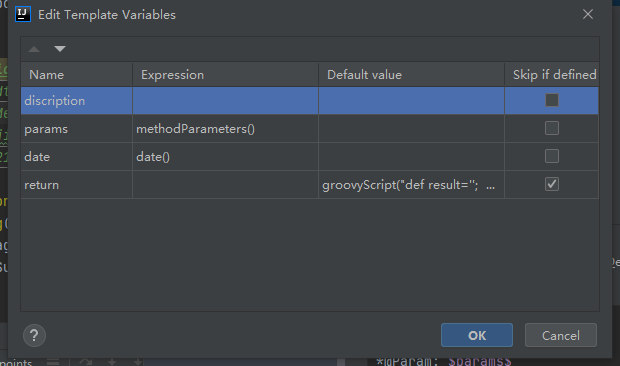 IJ Edit Template Variables
Name Expression Default value Skip if defined
discription
params methodParameters()
date date()
return groovyScript("def result=''; ...
? OK Cancel
*@Param: $params$